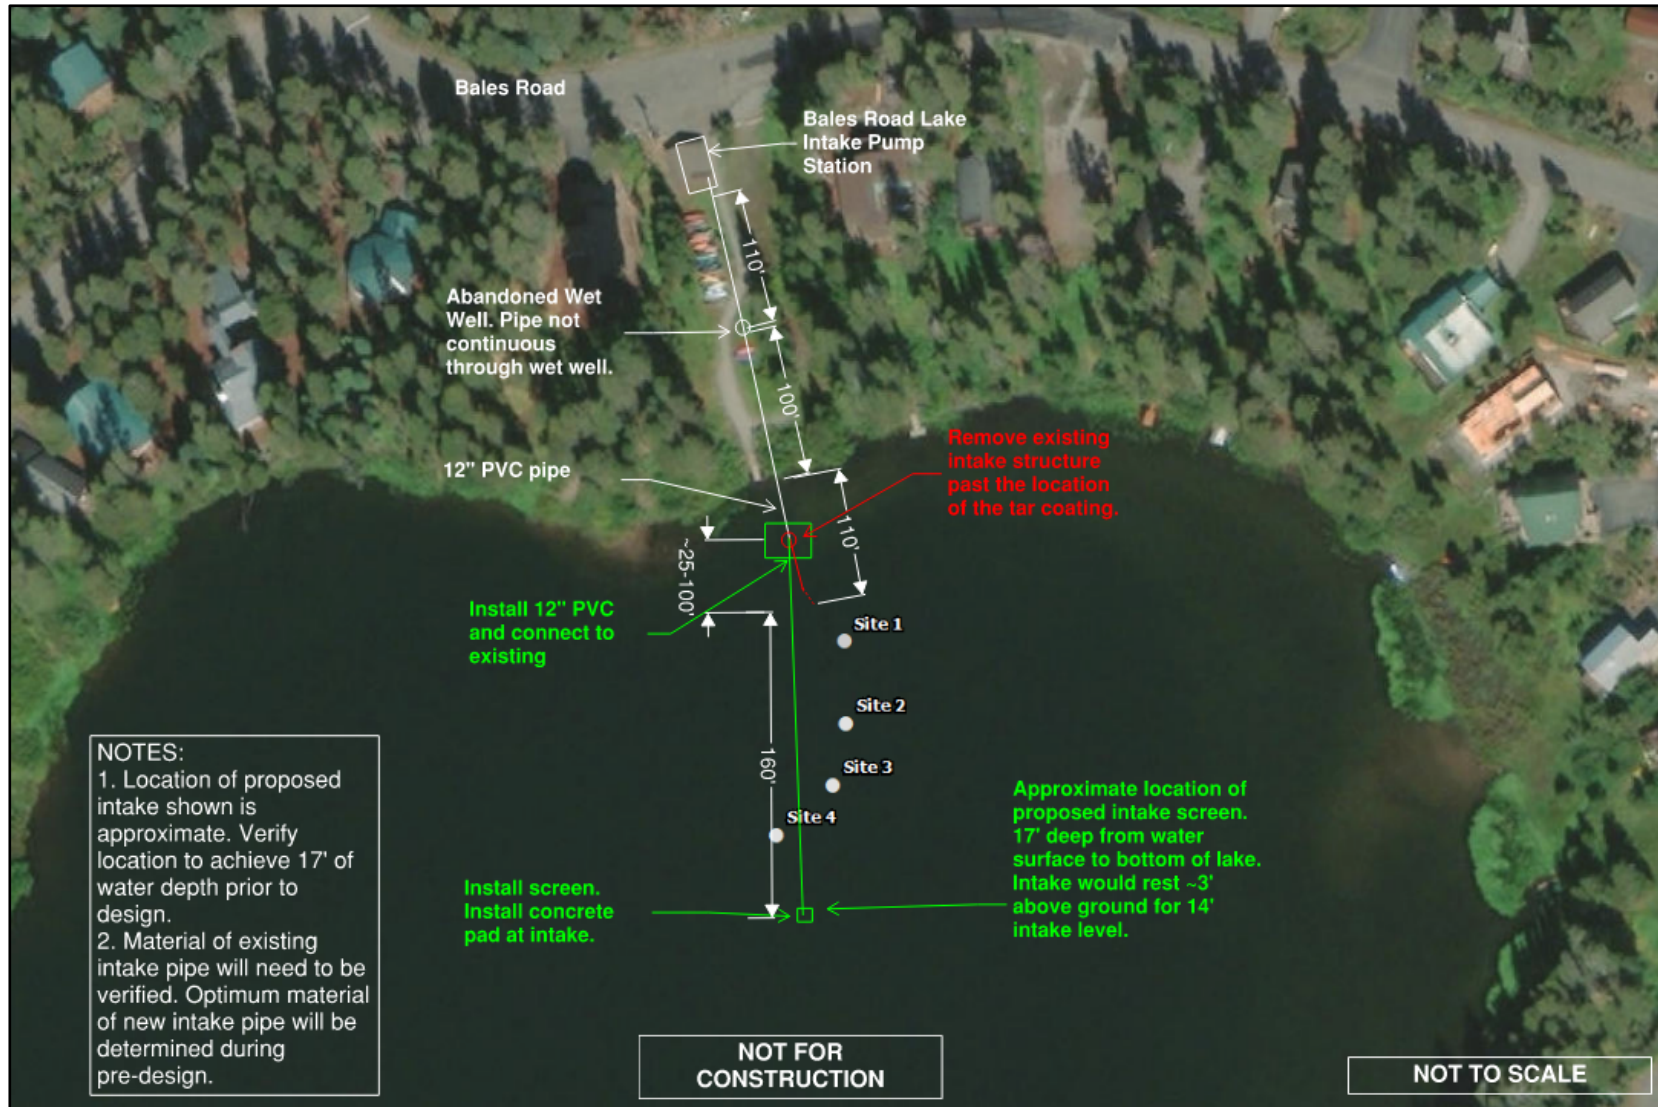 Bales Road
Bales Road Lake
Intake Pump
Station
110'
Abandoned Wet
Well. Pipe not
continuous
through wet well.
100'
Remove existing
intake structure
past the location
of the tar coating.
12" PVC pipe
110'
~25-100'
Install 12" PVC
and connect to
existing
Site 1
Site 2
Site 3
Site 4
160'
NOTES:
1. Location of proposed
intake shown is
approximate. Verify
location to achieve 17' of
water depth prior to
design.
2. Material of existing
intake pipe will need to be
verified. Optimum material
of new intake pipe will be
determined during
pre-design.
Install screen.
Install concrete
pad at intake.
Approximate location of
proposed intake screen.
17' deep from water
surface to bottom of lake.
Intake would rest ~3'
above ground for 14'
intake level.
NOT FOR
CONSTRUCTION
NOT TO SCALE